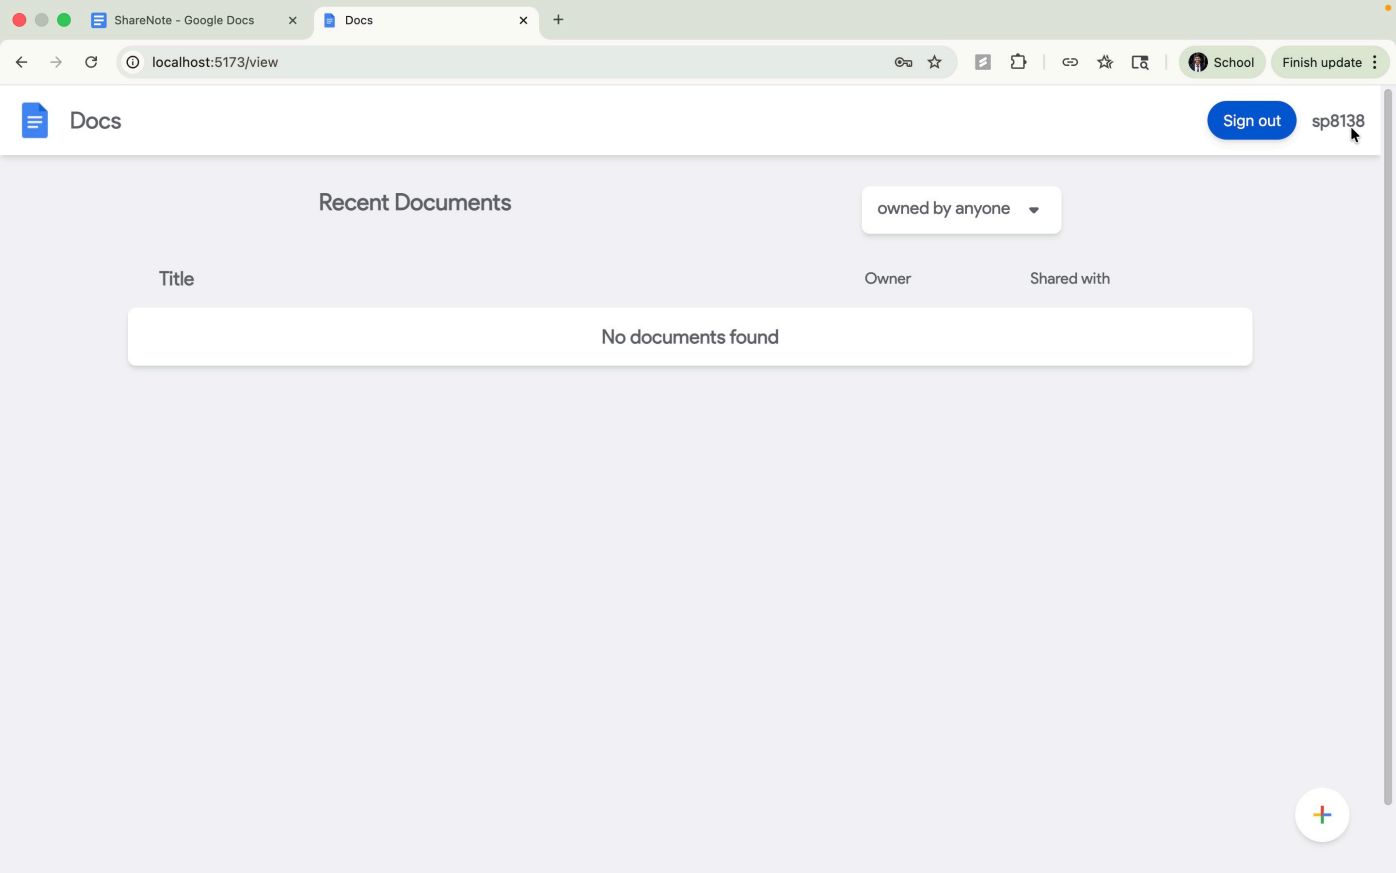 ShareNote - Google Docs
Docs
localhost:5173/view
School
Finish update
Docs
Sign out
sp8138
Recent Documents
owned by anyone
Title
Owner
Shared with
No documents found